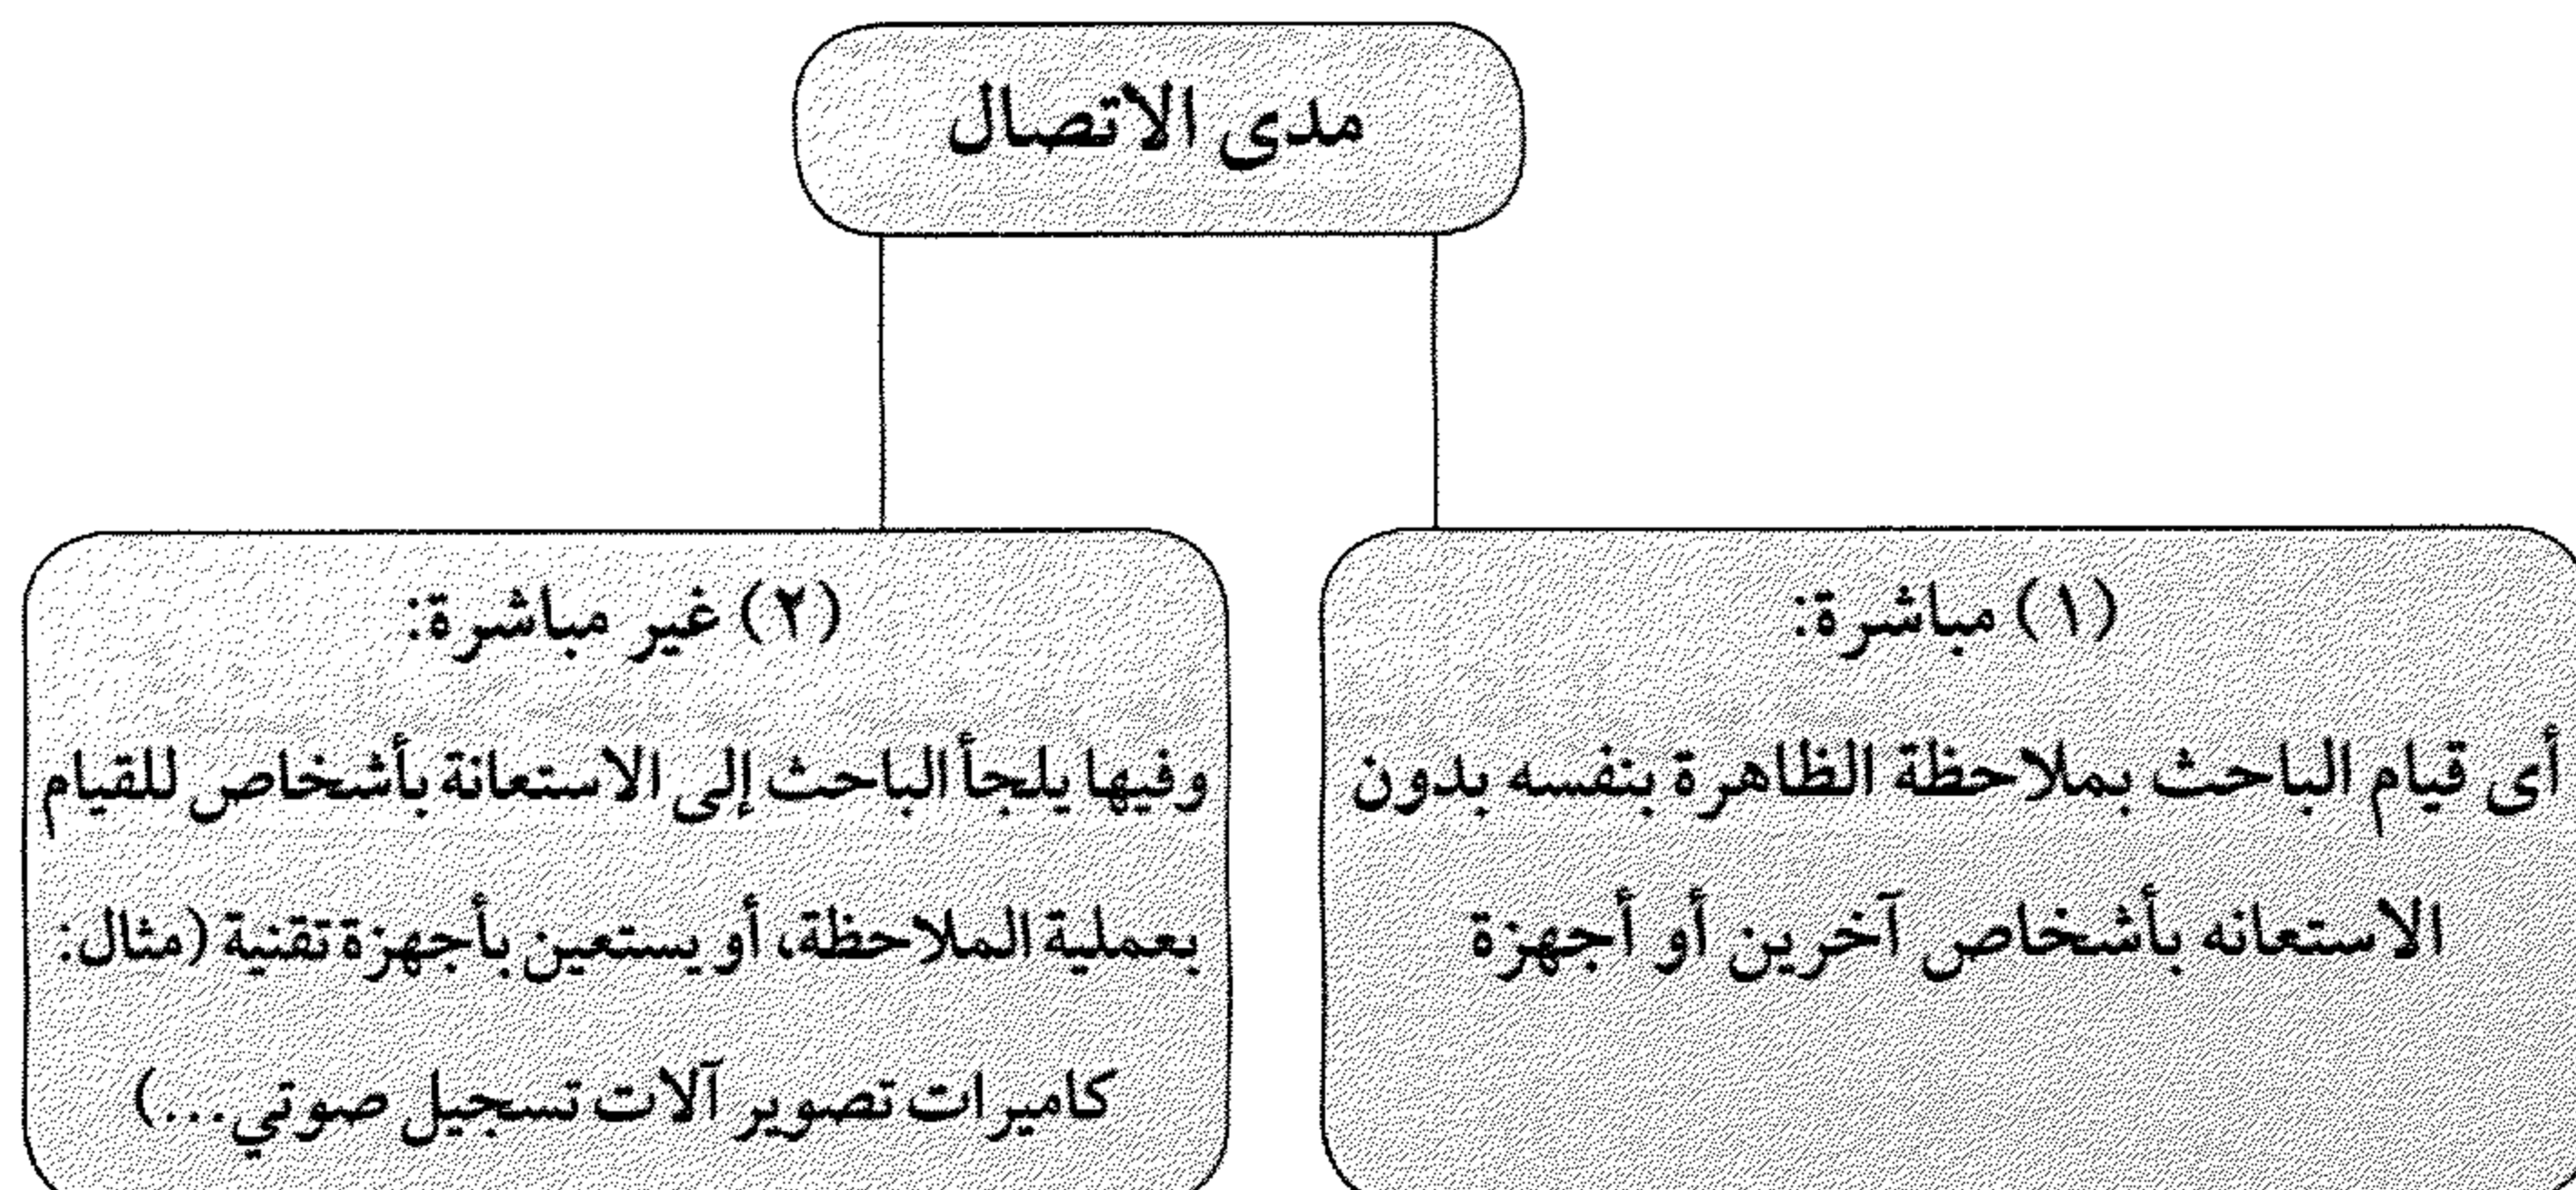 مدى الاتصال
(١) مباشرة:
أى قيام الباحث بملاحظة الظاهرة بنفسه بدون
الاستعانه بأشخاص آخرين أو أجهزة
(٢) غير مباشرة:
وفيها يلجأ الباحث إلى الاستعانة بأشخاص للقيام
بعملية الملاحظة، أو يستعين بأجهزة تقنية (مثال:
كاميرات تصوير آلات تسجيل صوتي...)